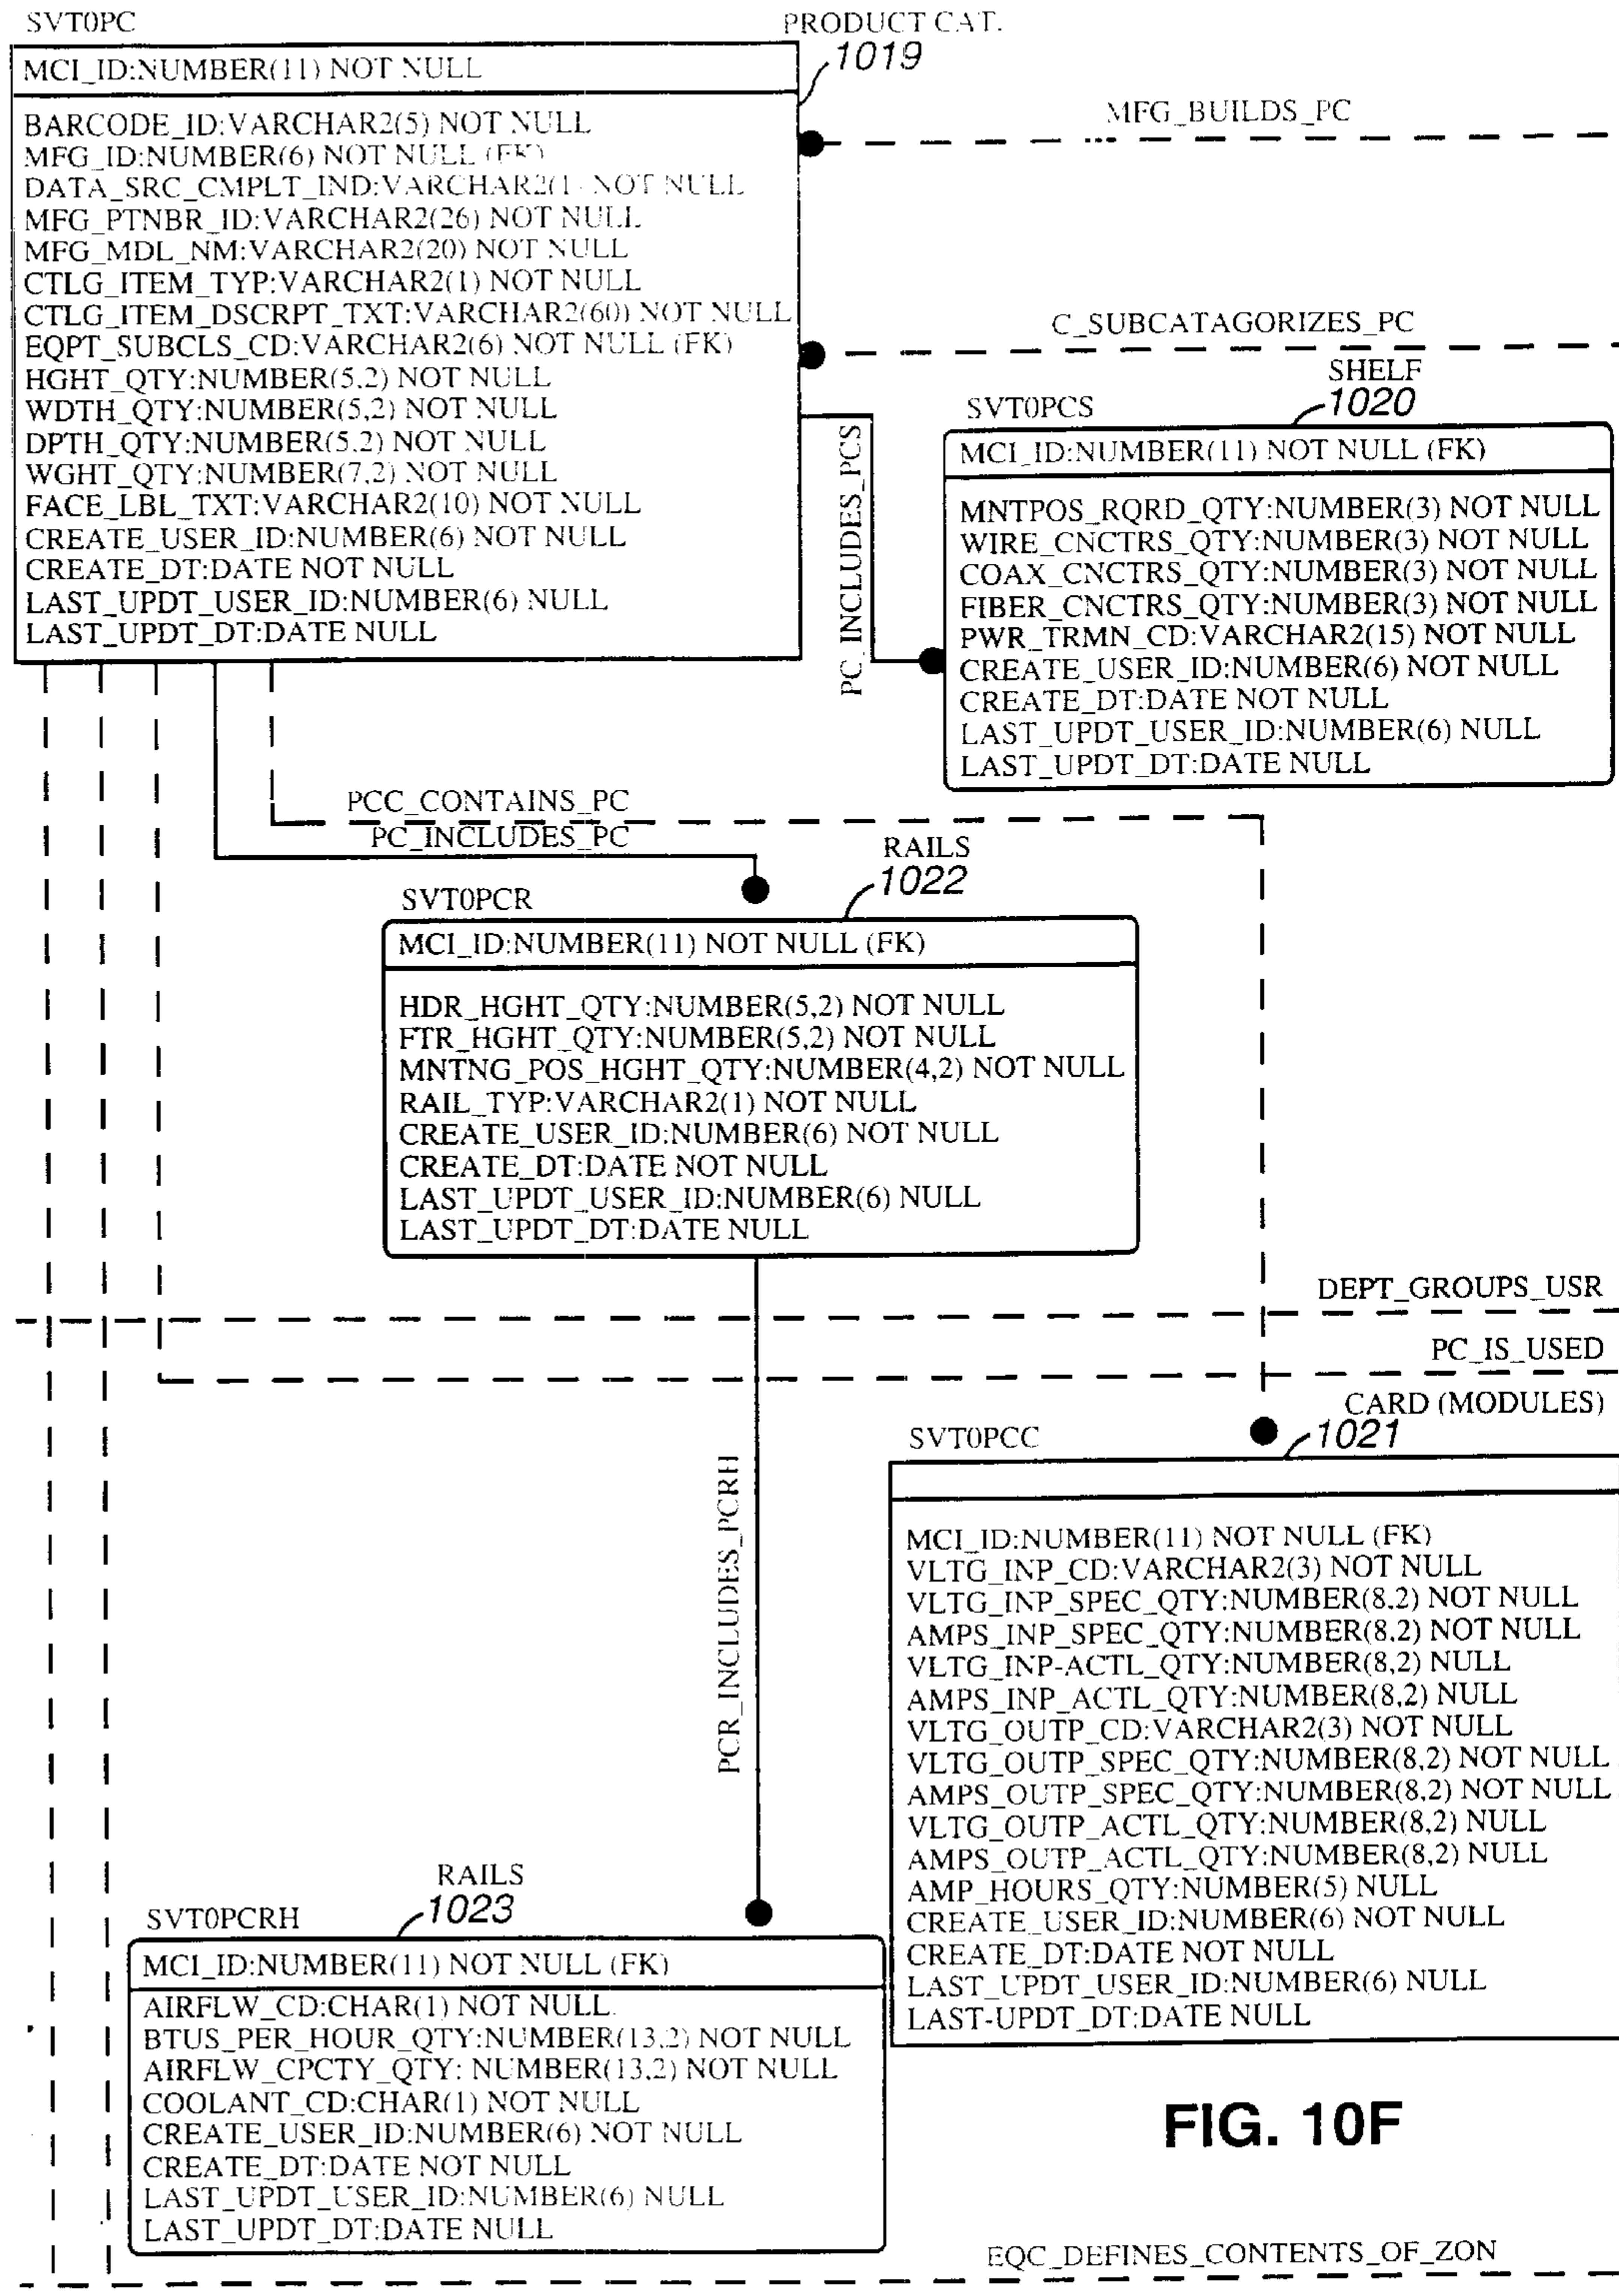 SVT0PC
PRODUCT CAT.
1019
MCI_ID:NUMBER(11) NOT NULL
BARCODE_ID:VARCHAR2(5) NOT NULL
MFG_ID:NUMBER(6) NOT NULL (FK)
DATA_SRC_CMPLT_IND:VARCHAR2(1 NOT NULL
MFG_PTNBR_ID:VARCHAR2(26) NOT NULL
MFG_MDL_NM:VARCHAR2(20) NOT NULL
CTLG_ITEM_TYP:VARCHAR2(1) NOT NULL
CTLG_ITEM_DSCRPT_TXT:VARCHAR2(60) NOT NULL
EQPT_SUBCLS_CD:VARCHAR2(6) NOT NULL (FK)
HGHT_QTY:NUMBER(5,2) NOT NULL
WDTH_QTY:NUMBER(5,2) NOT NULL
DPTH_QTY:NUMBER(5,2) NOT NULL
WGHT_QTY:NUMBER(7,2) NOT NULL
FACE_LBL_TXT:VARCHAR2(10) NOT NULL
CREATE_USER_ID:NUMBER(6) NOT NULL
CREATE_DT:DATE NOT NULL
LAST_UPDT_USER_ID:NUMBER(6) NULL
LAST_UPDT_DT:DATE NULL
MFG_BUILDS_PC
C_SUBCATAGORIZES_PC
PC_INCLUDES_PCS
SHELF
1020
SVT0PCS
MCI_ID:NUMBER(11) NOT NULL (FK)
MNTPOS_RQRD_QTY:NUMBER(3) NOT NULL
WIRE_CNCTRS_QTY:NUMBER(3) NOT NULL
COAX_CNCTRS_QTY:NUMBER(3) NOT NULL
FIBER_CNCTRS_QTY:NUMBER(3) NOT NULL
PWR_TRMN_CD:VARCHAR2(15) NOT NULL
CREATE_USER_ID:NUMBER(6) NOT NULL
CREATE_DT:DATE NOT NULL
LAST_UPDT_USER_ID:NUMBER(6) NULL
LAST_UPDT_DT:DATE NULL
PCC_CONTAINS_PC
PC_INCLUDES_PC
RAILS
1022
SVT0PCR
MCI_ID:NUMBER(11) NOT NULL (FK)
HDR_HGHT_QTY:NUMBER(5,2) NOT NULL
FTR_HGHT_QTY:NUMBER(5,2) NOT NULL
MNTNG_POS_HGHT_QTY:NUMBER(4,2) NOT NULL
RAIL_TYP:VARCHAR2(1) NOT NULL
CREATE_USER_ID:NUMBER(6) NOT NULL
CREATE_DT:DATE NOT NULL
LAST_UPDT_USER_ID:NUMBER(6) NULL
LAST_UPDT_DT:DATE NULL
DEPT_GROUPS_USR
PC_IS_USED
CARD (MODULES)
1021
SVT0PCC
MCI_ID:NUMBER(11) NOT NULL (FK)
VLTG_INP_CD:VARCHAR2(3) NOT NULL
VLTG_INP_SPEC_QTY:NUMBER(8,2) NOT NULL
AMPS_INP_SPEC_QTY:NUMBER(8,2) NOT NULL
VLTG_INP-ACTL_QTY:NUMBER(8,2) NULL
AMPS_INP_ACTL_QTY:NUMBER(8,2) NULL
VLTG_OUTP_CD:VARCHAR2(3) NOT NULL
VLTG_OUTP_SPEC_QTY:NUMBER(8,2) NOT NULL
AMPS_OUTP_SPEC_QTY:NUMBER(8,2) NOT NULL
VLTG_OUTP_ACTL_QTY:NUMBER(8,2) NULL
AMPS_OUTP_ACTL_QTY:NUMBER(8,2) NULL
AMP_HOURS_QTY:NUMBER(5) NULL
CREATE_USER_ID:NUMBER(6) NOT NULL
CREATE_DT:DATE NOT NULL
LAST_UPDT_USER_ID:NUMBER(6) NULL
LAST-UPDT_DT:DATE NULL
PCR_INCLUDES_PCRH
RAILS
1023
SVT0PCRH
MCI_ID:NUMBER(11) NOT NULL (FK)
AIRFLW_CD:CHAR(1) NOT NULL
BTUS_PER_HOUR_QTY:NUMBER(13,2) NOT NULL
AIRFLW_CPCTY_QTY: NUMBER(13,2) NOT NULL
COOLANT_CD:CHAR(1) NOT NULL
CREATE_USER_ID:NUMBER(6) NOT NULL
CREATE_DT:DATE NOT NULL
LAST_UPDT_USER_ID:NUMBER(6) NULL
LAST_UPDT_DT:DATE NULL
FIG. 10F
EQC_DEFINES_CONTENTS_OF_ZON